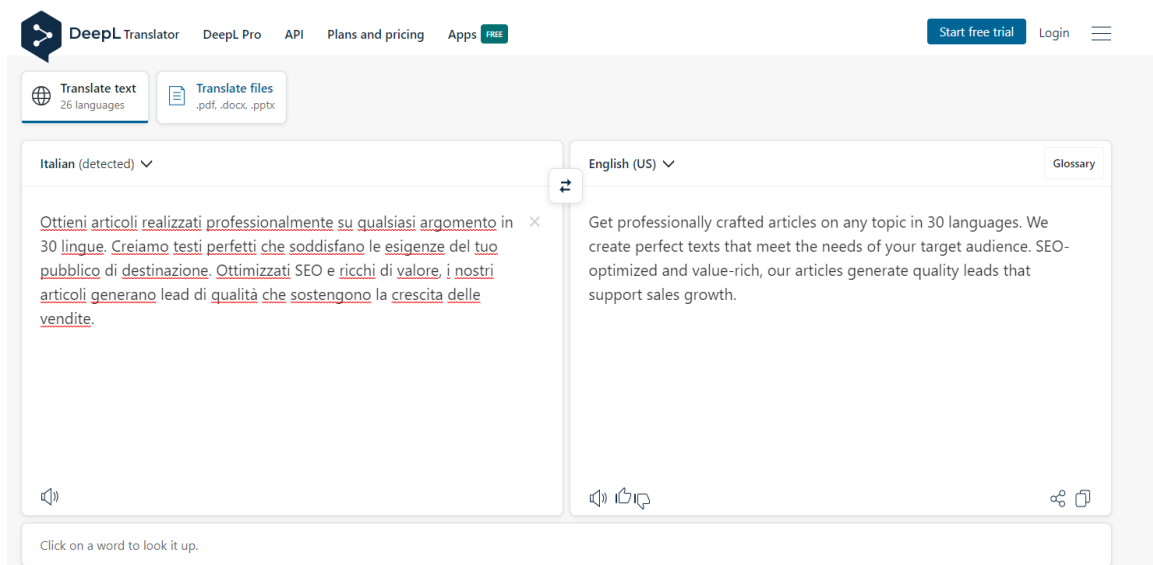 DeepL Translator DeepL Pro API Plans and pricing Apps FREE Start free trial Login
Translate text
26 languages
Translate files
.pdf, .docx, .pptx
Italian (detected)
Ottieni articoli realizzati professionalmente su qualsiasi argomento in
30 lingue. Creiamo testi perfetti che soddisfano le esigenze del tuo
pubblico di destinazione. Ottimizzati SEO e ricchi di valore, i nostri
articoli generano lead di qualità che sostengono la crescita delle
vendite.
English (US)
Glossary
Get professionally crafted articles on any topic in 30 languages. We
create perfect texts that meet the needs of your target audience. SEO-
optimized and value-rich, our articles generate quality leads that
support sales growth.
Click on a word to look it up.